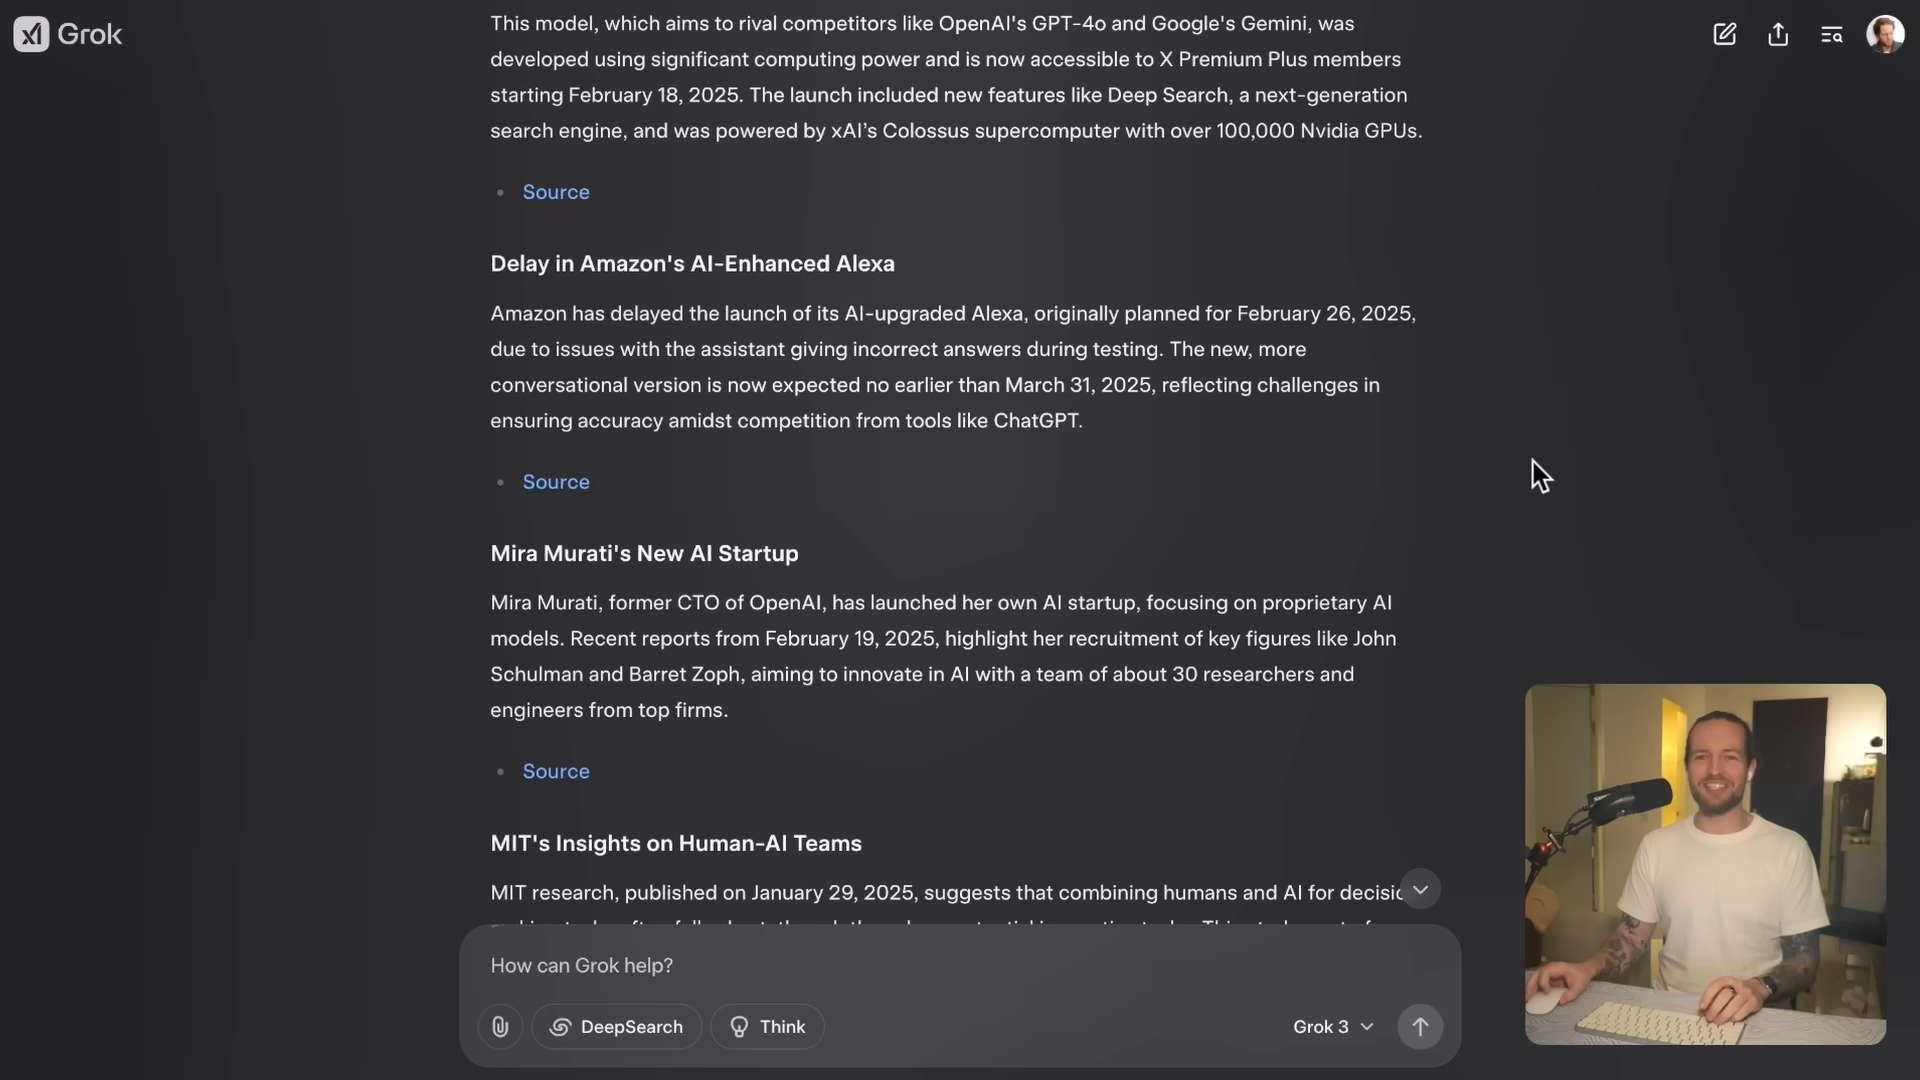 Grok
This model, which aims to rival competitors like OpenAI's GPT-4o and Google's Gemini, was
developed using significant computing power and is now accessible to X Premium Plus members
starting February 18, 2025. The launch included new features like Deep Search, a next-generation
search engine, and was powered by xAI’s Colossus supercomputer with over 100,000 Nvidia GPUs.
Source
Delay in Amazon's AI-Enhanced Alexa
Amazon has delayed the launch of its AI-upgraded Alexa, originally planned for February 26, 2025,
due to issues with the assistant giving incorrect answers during testing. The new, more
conversational version is now expected no earlier than March 31, 2025, reflecting challenges in
ensuring accuracy amidst competition from tools like ChatGPT.
Source
Mira Murati's New AI Startup
Mira Murati, former CTO of OpenAI, has launched her own AI startup, focusing on proprietary AI
models. Recent reports from February 19, 2025, highlight her recruitment of key figures like John
Schulman and Barret Zoph, aiming to innovate in AI with a team of about 30 researchers and
engineers from top firms.
Source
MIT's Insights on Human-AI Teams
MIT research, published on January 29, 2025, suggests that combining humans and AI for
How can Grok help?
DeepSearch
Think
Grok 3